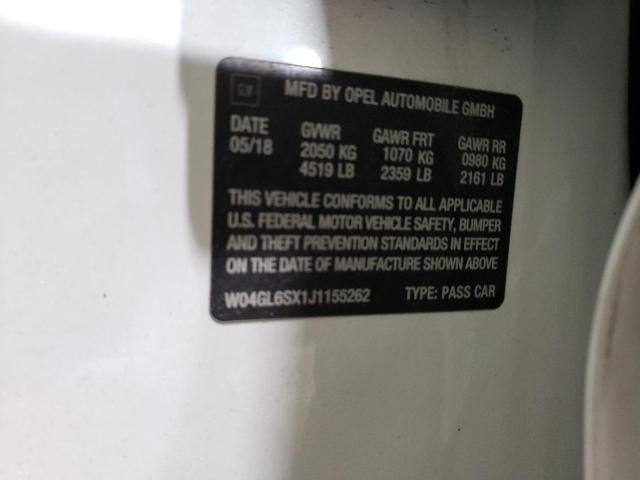 GM MFD BY OPEL AUTOMOBILE GMBH
DATE GVWR GAWR FRT GAWR RR
05/18 2050 KG 1070 KG 0980 KG
4519 LB 2359 LB 2161 LB
THIS VEHICLE CONFORMS TO ALL APPLICABLE
U.S. FEDERAL MOTOR VEHICLE SAFETY, BUMPER
AND THEFT PREVENTION STANDARDS IN EFFECT
ON THE DATE OF MANUFACTURE SHOWN ABOVE
W04GL6SX1J1155262 TYPE: PASS CAR